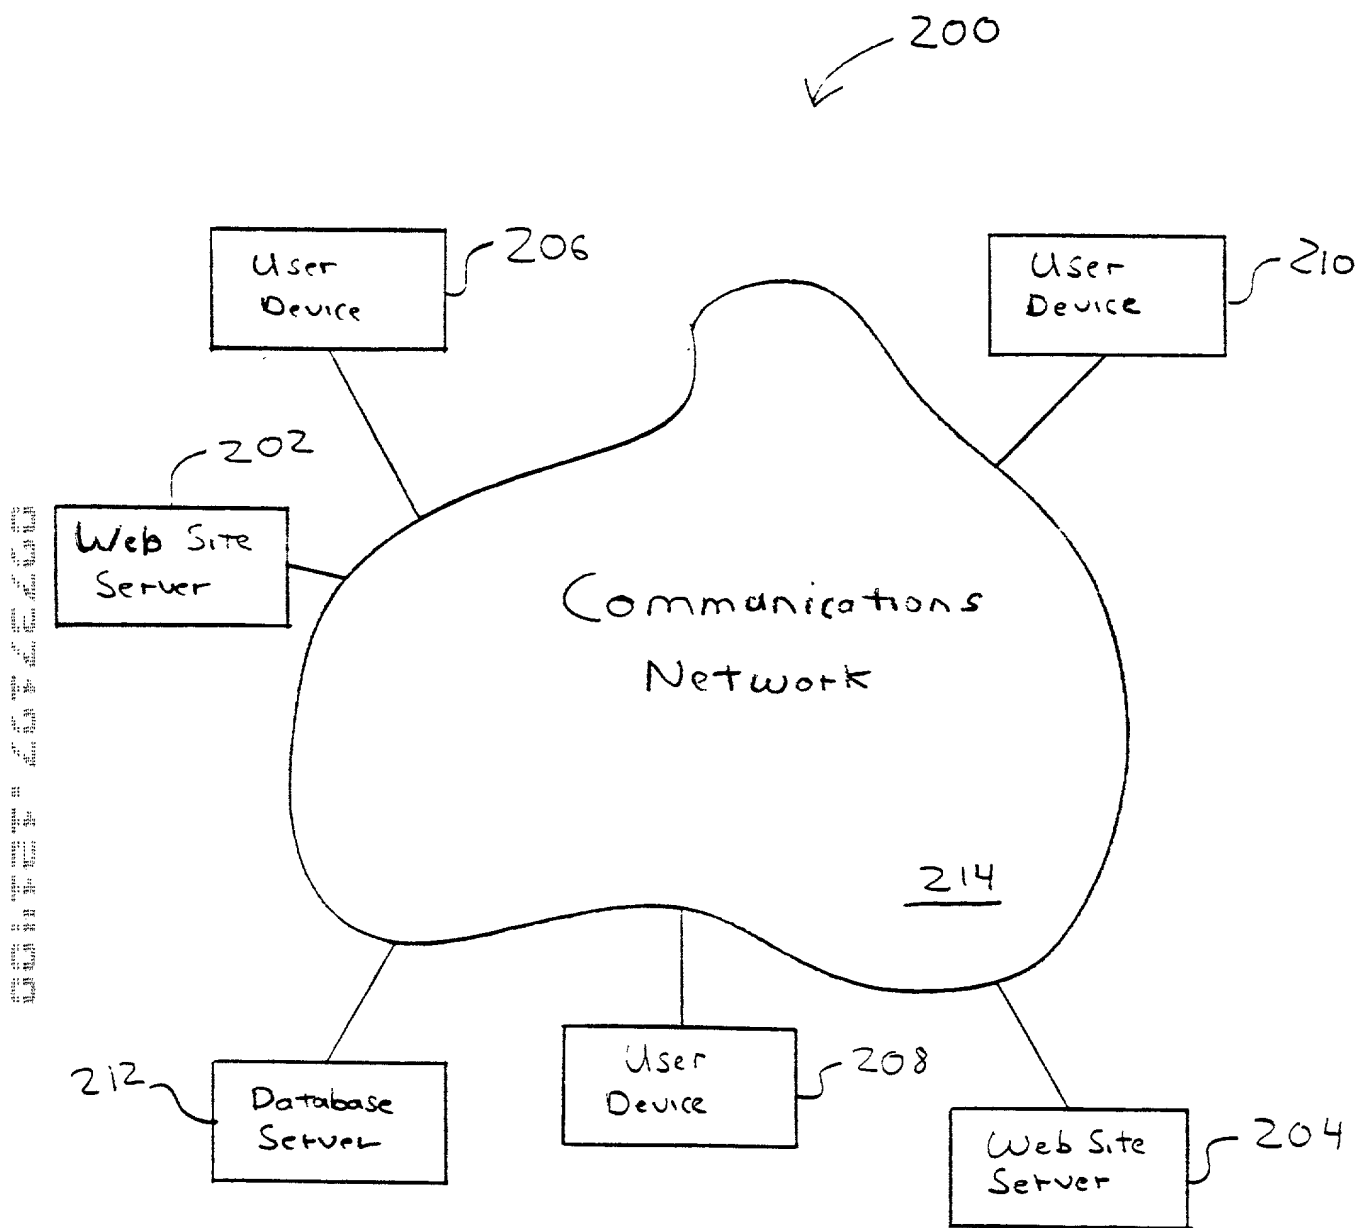 200
User
Device
206
User
Device
210
202
Web Site
Server
Communications
Network
214
212
Database
Server
User
Device
208
Web Site
Server
204